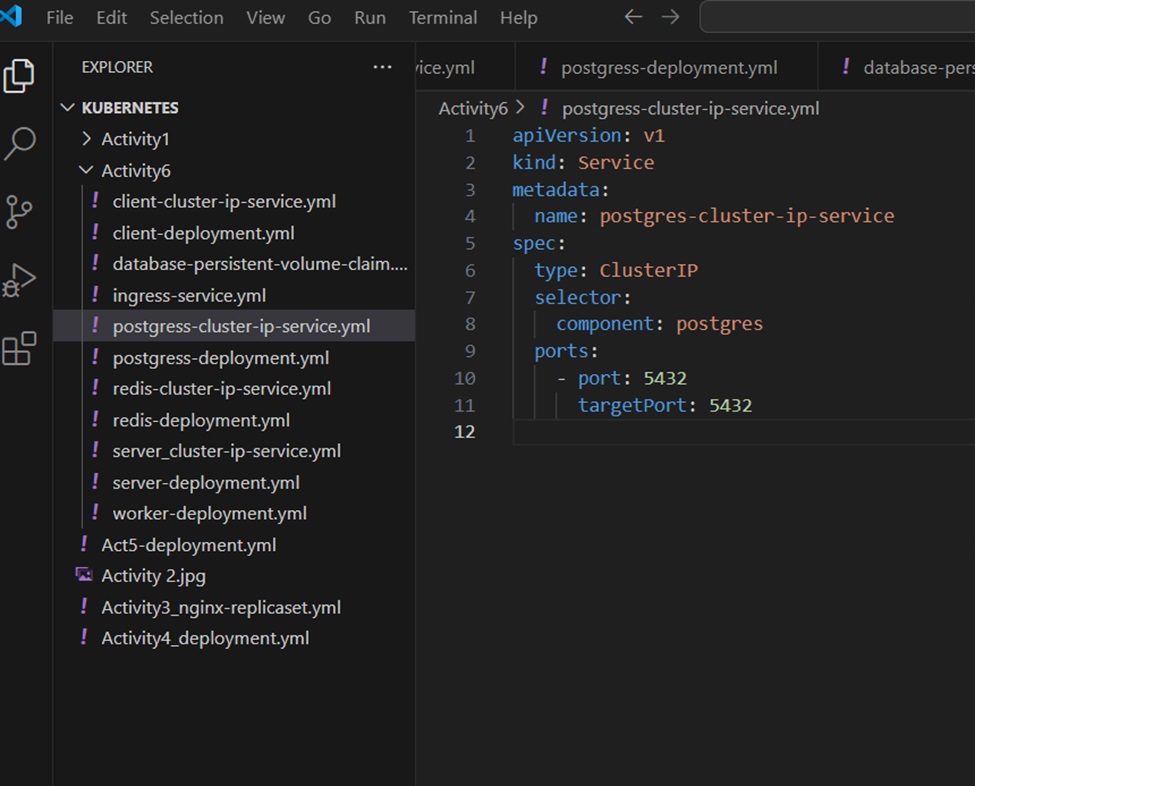 File Edit Selection View Go Run Terminal Help
EXPLORER
KUBERNETES
Activity1
Activity6
client-cluster-ip-service.yml
client-deployment.yml
database-persistent-volume-claim....
ingress-service.yml
postgress-cluster-ip-service.yml
postgress-deployment.yml
redis-cluster-ip-service.yml
redis-deployment.yml
server_cluster-ip-service.yml
server-deployment.yml
worker-deployment.yml
Act5-deployment.yml
Activity 2.jpg
Activity3_nginx-replicaset.yml
Activity4_deployment.yml
ice.yml ! postgress-deployment.yml ! database-pers
Activity6 > ! postgress-cluster-ip-service.yml
1 apiVersion: v1
2 kind: Service
3 metadata:
4 name: postgres-cluster-ip-service
5 spec:
6 type: ClusterIP
7 selector:
8 component: postgres
9 ports:
10 - port: 5432
11 targetPort: 5432
12